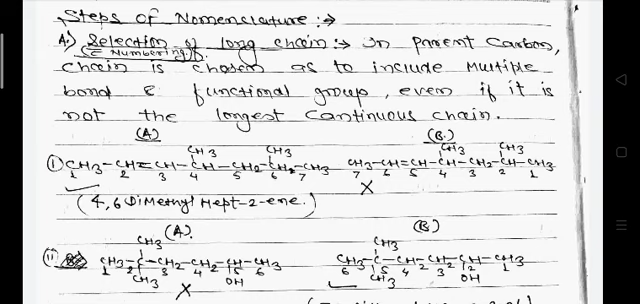 Steps of Nomenclature :→
A.) Selection of long chain :→ In parent Carbon,
(& Numbering).
chain is chosen as to include multiple
bond & functional group, even if it is
not the longest continuous chain.
(A) (B.)
CH3 CH3 CH3 CH3
(i) CH3-CH=CH-CH-CH2-CH2-CH3 CH3-CH=CH-CH-CH2-CH-CH3
1 2 3 4 5 6 7 7 6 5 4 3 2 1
✓ X
(4,6 Dimethyl Hept-2-ene.)
(A). (B)
CH3 CH3
(ii) CH3-C-CH2-CH2-CH-CH3 CH3-C-CH2-CH2-CH-CH3
1 2 3 4 5 6 6 5 4 3 2 1
CH3 OH CH3 OH
X ✓